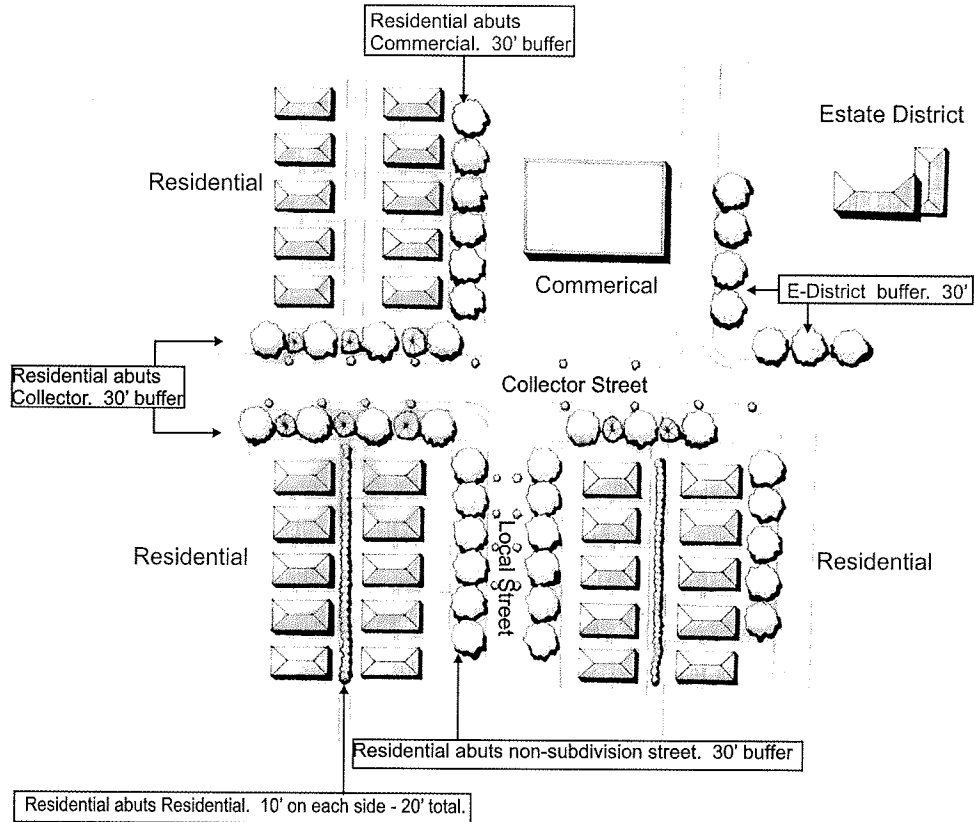 Residential abuts
Commercial. 30' buffer
Estate District
Residential
Commerical
E-District buffer. 30'
Residential abuts
Collector. 30' buffer
Collector Street
Residential
Local Street
Residential
Residential abuts non-subdivision street. 30' buffer
Residential abuts Residential. 10' on each side - 20' total.